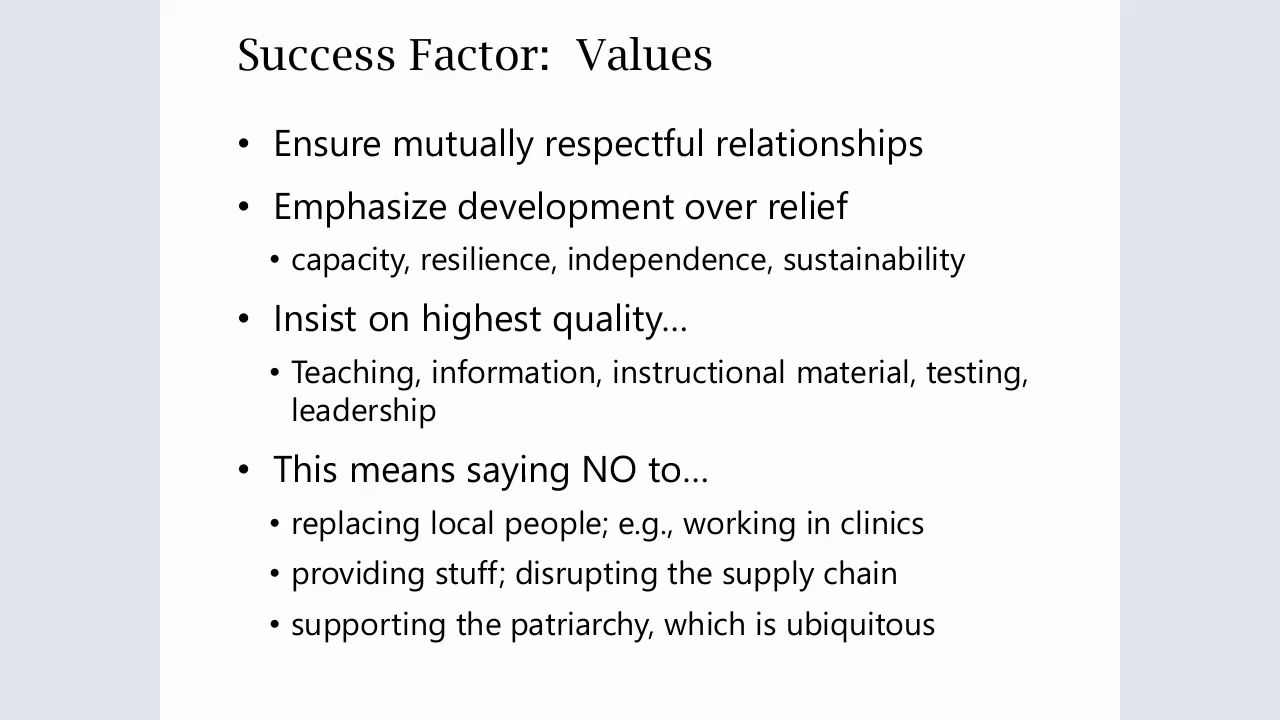 Success Factor:  Values
• Ensure mutually respectful relationships
• Emphasize development over relief
• capacity, resilience, independence, sustainability
• Insist on highest quality…
• Teaching, information, instructional material, testing,
leadership
• This means saying NO to…
• replacing local people; e.g., working in clinics
• providing stuff; disrupting the supply chain
• supporting the patriarchy, which is ubiquitous